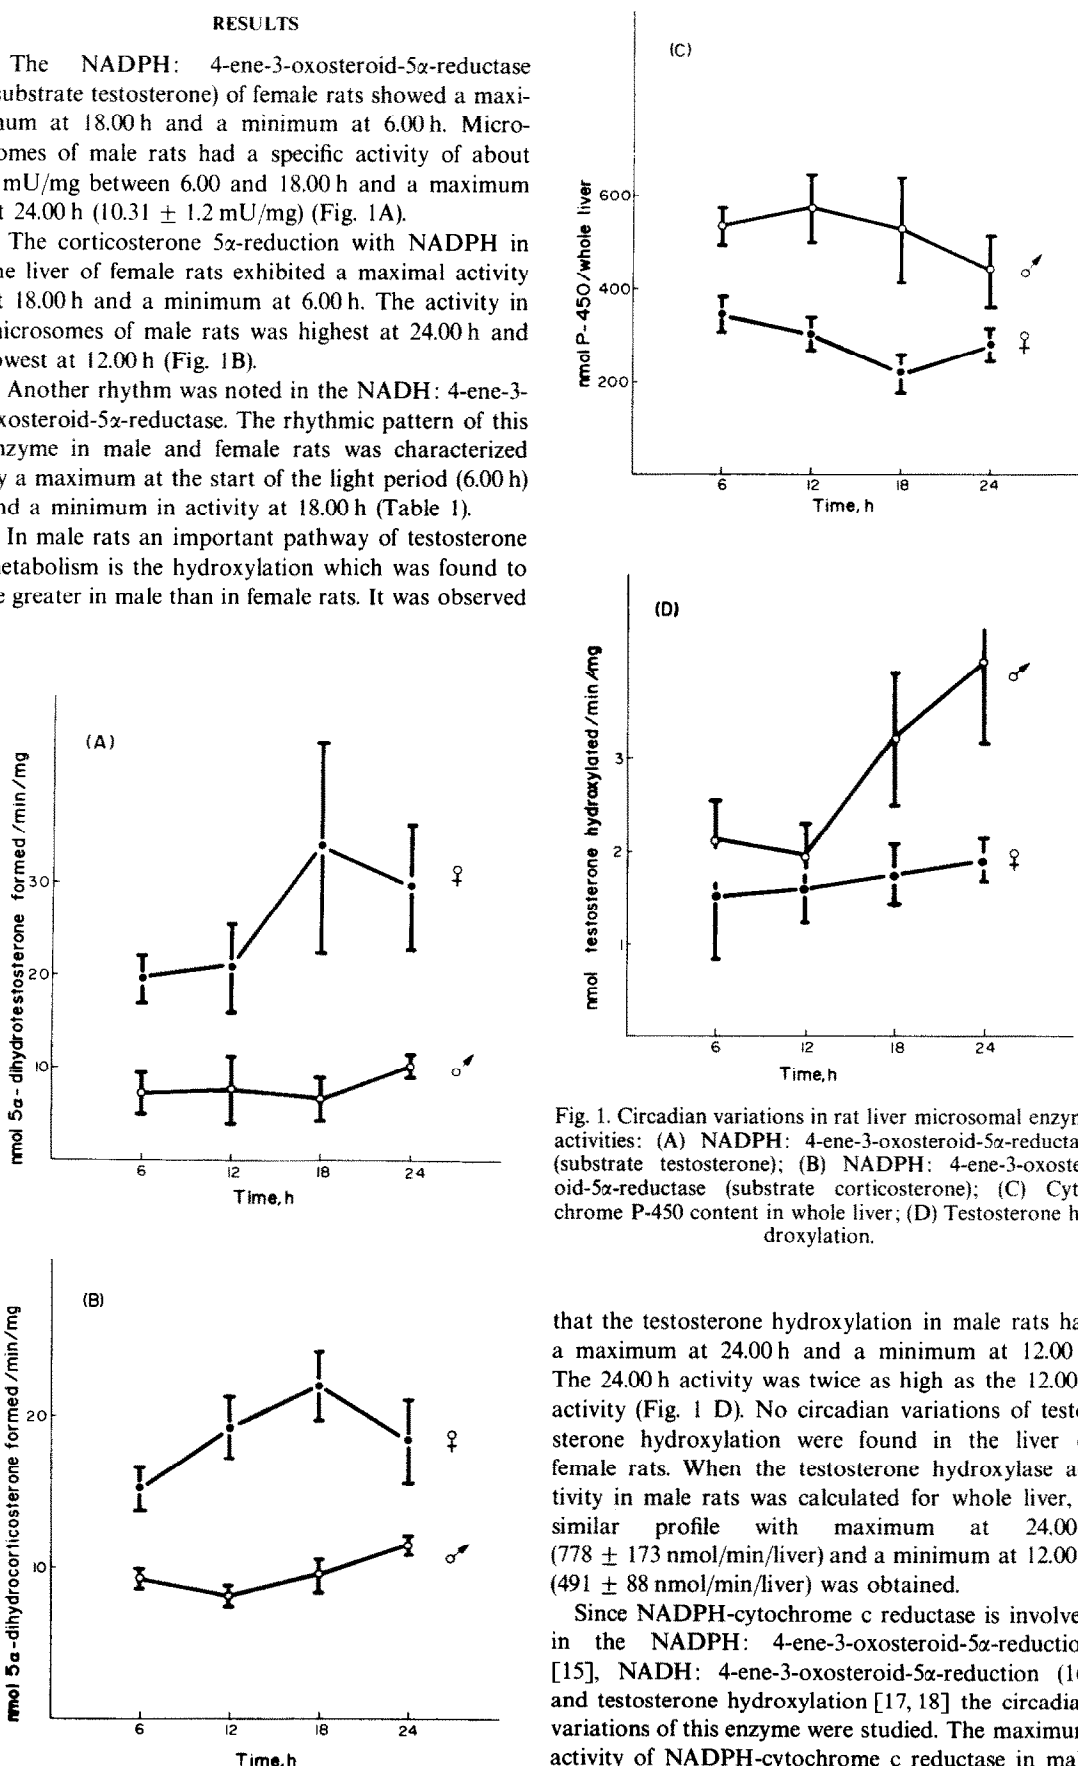 RESULTS
The NADPH: 4-ene-3-oxosteroid-5α-reductase
substrate testosterone) of female rats showed a maxi-
num at 18.00 h and a minimum at 6.00 h. Micro-
omes of male rats had a specific activity of about
mU/mg between 6.00 and 18.00 h and a maximum
t 24.00 h (10.31 ± 1.2 mU/mg) (Fig. 1A).
The corticosterone 5α-reduction with NADPH in
ne liver of female rats exhibited a maximal activity
t 18.00 h and a minimum at 6.00 h. The activity in
nicrosomes of male rats was highest at 24.00 h and
owest at 12.00 h (Fig. 1B).
Another rhythm was noted in the NADH: 4-ene-3-
xosteroid-5α-reductase. The rhythmic pattern of this
nzyme in male and female rats was characterized
y a maximum at the start of the light period (6.00 h)
nd a minimum in activity at 18.00 h (Table 1).
In male rats an important pathway of testosterone
netabolism is the hydroxylation which was found to
e greater in male than in female rats. It was observed
(A)
nmol 5α-dihydrotestosterone formed/min/mg
30
20
10
♀
♂
6 12 18 24
Time, h
(B)
nmol 5α-dihydrocorticosterone formed/min/mg
20
10
♀
♂
6 12 18 24
Time, h
(C)
nmol P-450/whole liver
600
400
200
♂
♀
6 12 18 24
Time, h
(D)
nmol testosterone hydroxylated/min/mg
3
2
1
♂
♀
6 12 18 24
Time, h
Fig. 1. Circadian variations in rat liver microsomal enzym
activities: (A) NADPH: 4-ene-3-oxosteroid-5α-reducta
(substrate testosterone); (B) NADPH: 4-ene-3-oxoste
oid-5α-reductase (substrate corticosterone); (C) Cyt
chrome P-450 content in whole liver; (D) Testosterone h
droxylation.
that the testosterone hydroxylation in male rats ha
a maximum at 24.00 h and a minimum at 12.00
The 24.00 h activity was twice as high as the 12.00
activity (Fig. 1 D). No circadian variations of testo
sterone hydroxylation were found in the liver
female rats. When the testosterone hydroxylase a
tivity in male rats was calculated for whole liver,
similar profile with maximum at 24.00
(778 ± 173 nmol/min/liver) and a minimum at 12.00
(491 ± 88 nmol/min/liver) was obtained.
Since NADPH-cytochrome c reductase is involve
in the NADPH: 4-ene-3-oxosteroid-5α-reductio
[15], NADH: 4-ene-3-oxosteroid-5α-reduction (1
and testosterone hydroxylation [17, 18] the circadia
variations of this enzyme were studied. The maximu
activity of NADPH-cytochrome c reductase in mal